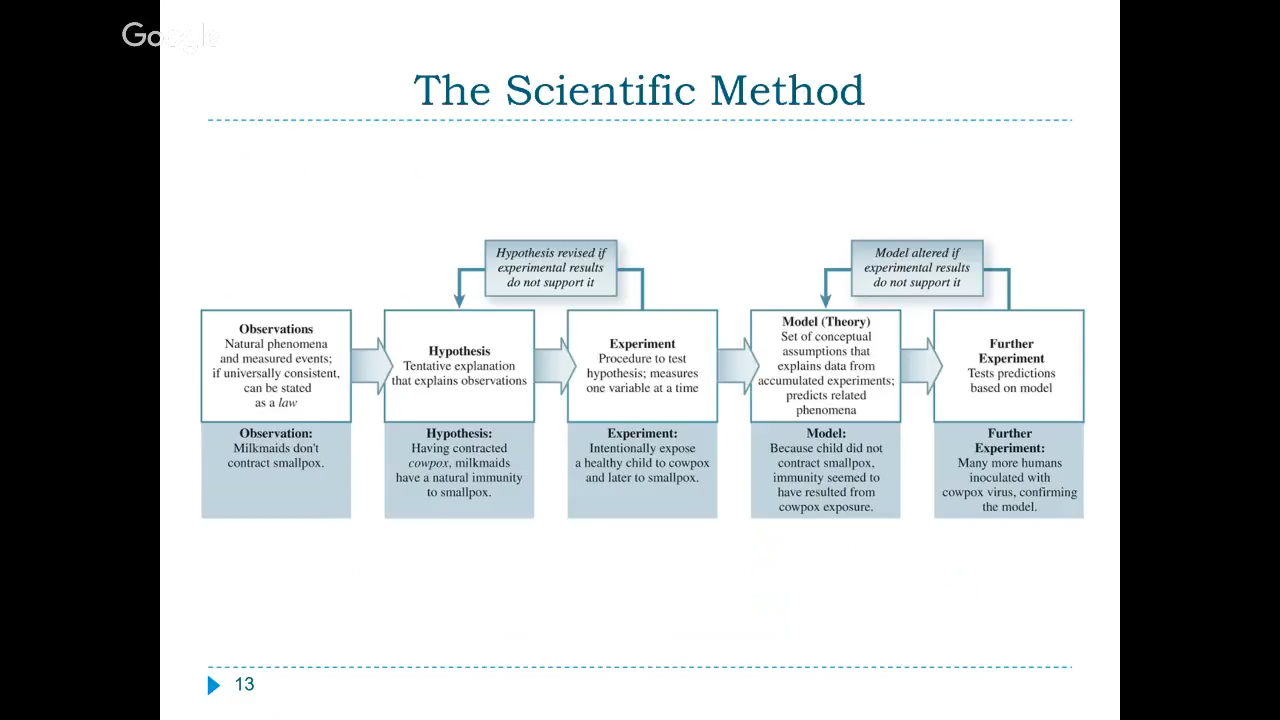 Google
The Scientific Method
Hypothesis revised if
experimental results
do not support it
Model altered if
experimental results
do not support it
Observations
Natural phenomena
and measured events;
if universally consistent,
can be stated
as a law
Hypothesis
Tentative explanation
that explains observations
Experiment
Procedure to test
hypothesis; measures
one variable at a time
Model (Theory)
Set of conceptual
assumptions that
explains data from
accumulated experiments;
predicts related
phenomena
Further
Experiment
Tests predictions
based on model
Observation:
Milkmaids don't
contract smallpox.
Hypothesis:
Having contracted
cowpox, milkmaids
have a natural immunity
to smallpox.
Experiment:
Intentionally expose
a healthy child to cowpox
and later to smallpox.
Model:
Because child did not
contract smallpox,
immunity seemed to
have resulted from
cowpox exposure.
Further
Experiment:
Many more humans
inoculated with
cowpox virus, confirming
the model.
13